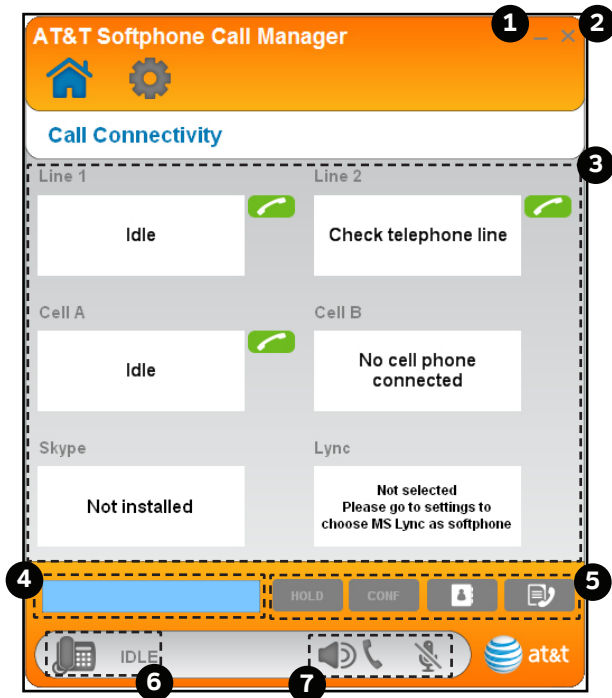 AT&T Softphone Call Manager
1
2
Call Connectivity
3
Line 1
Line 2
Idle
Check telephone line
Cell A
Cell B
Idle
No cell phone
connected
Skype
Lync
Not installed
Not selected
Please go to settings to
choose MS Lync as softphone
4
HOLD
CONF
5
IDLE
at&t
6
7